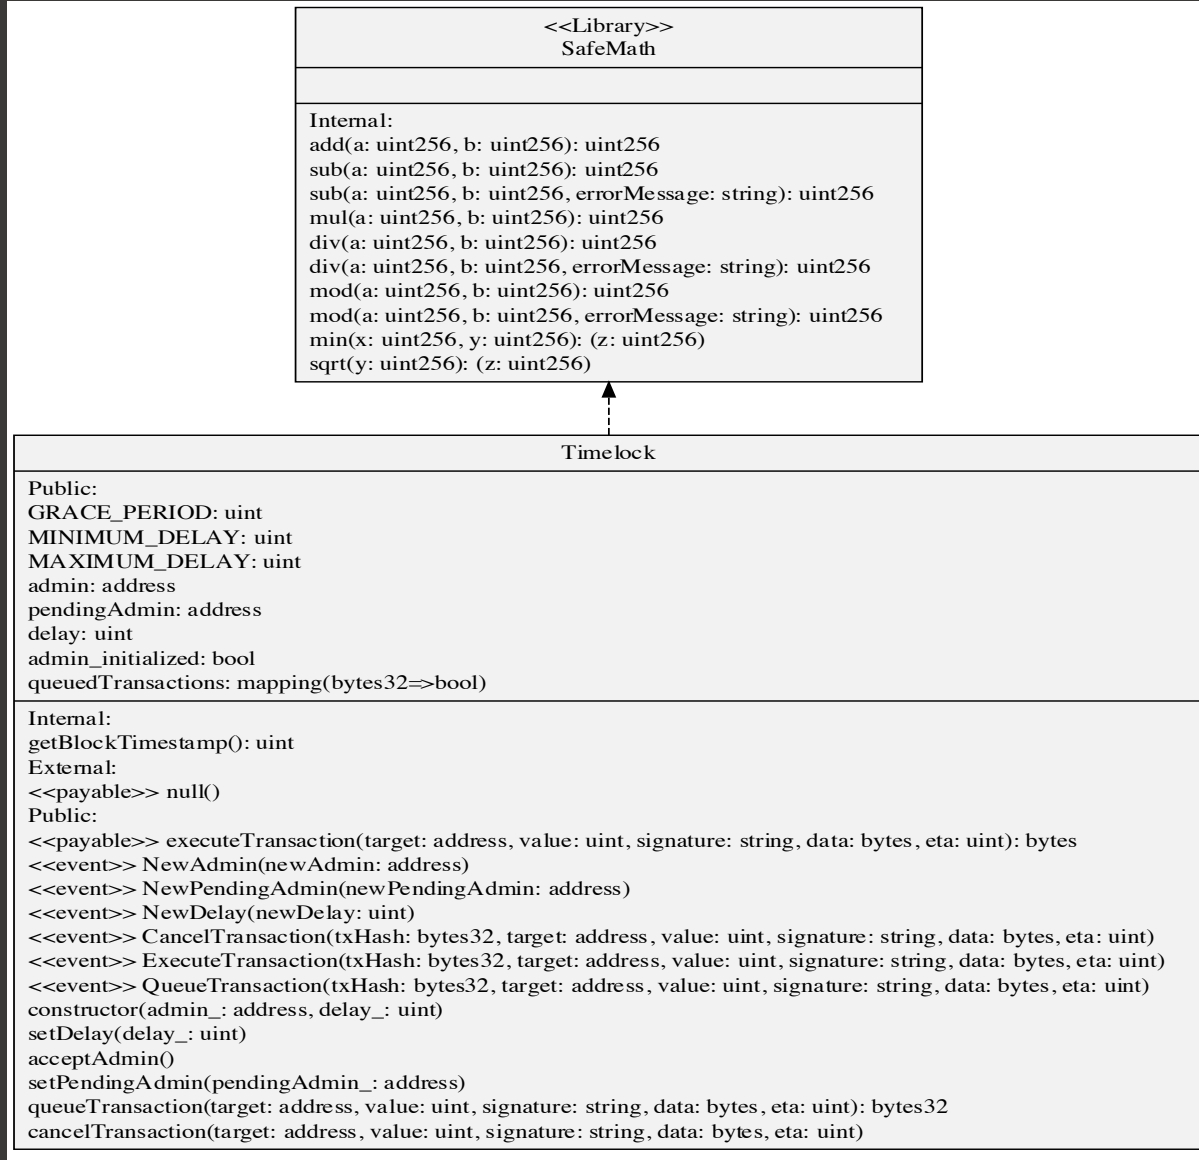 <<Library>>
SafeMath
Internal:
add(a: uint256, b: uint256): uint256
sub(a: uint256, b: uint256): uint256
sub(a: uint256, b: uint256, errorMessage: string): uint256
mul(a: uint256, b: uint256): uint256
div(a: uint256, b: uint256): uint256
div(a: uint256, b: uint256, errorMessage: string): uint256
mod(a: uint256, b: uint256): uint256
mod(a: uint256, b: uint256, errorMessage: string): uint256
min(x: uint256, y: uint256): (z: uint256)
sqrt(y: uint256): (z: uint256)
Timelock
Public:
GRACE_PERIOD: uint
MINIMUM_DELAY: uint
MAXIMUM_DELAY: uint
admin: address
pendingAdmin: address
delay: uint
admin_initialized: bool
queuedTransactions: mapping(bytes32=>bool)
Internal:
getBlockTimestamp(): uint
External:
<<payable>> null()
Public:
<<payable>> executeTransaction(target: address, value: uint, signature: string, data: bytes, eta: uint): bytes
<<event>> NewAdmin(newAdmin: address)
<<event>> NewPendingAdmin(newPendingAdmin: address)
<<event>> NewDelay(newDelay: uint)
<<event>> CancelTransaction(txHash: bytes32, target: address, value: uint, signature: string, data: bytes, eta: uint)
<<event>> ExecuteTransaction(txHash: bytes32, target: address, value: uint, signature: string, data: bytes, eta: uint)
<<event>> QueueTransaction(txHash: bytes32, target: address, value: uint, signature: string, data: bytes, eta: uint)
constructor(admin_: address, delay_: uint)
setDelay(delay_: uint)
acceptAdmin()
setPendingAdmin(pendingAdmin_: address)
queueTransaction(target: address, value: uint, signature: string, data: bytes, eta: uint): bytes32
cancelTransaction(target: address, value: uint, signature: string, data: bytes, eta: uint)